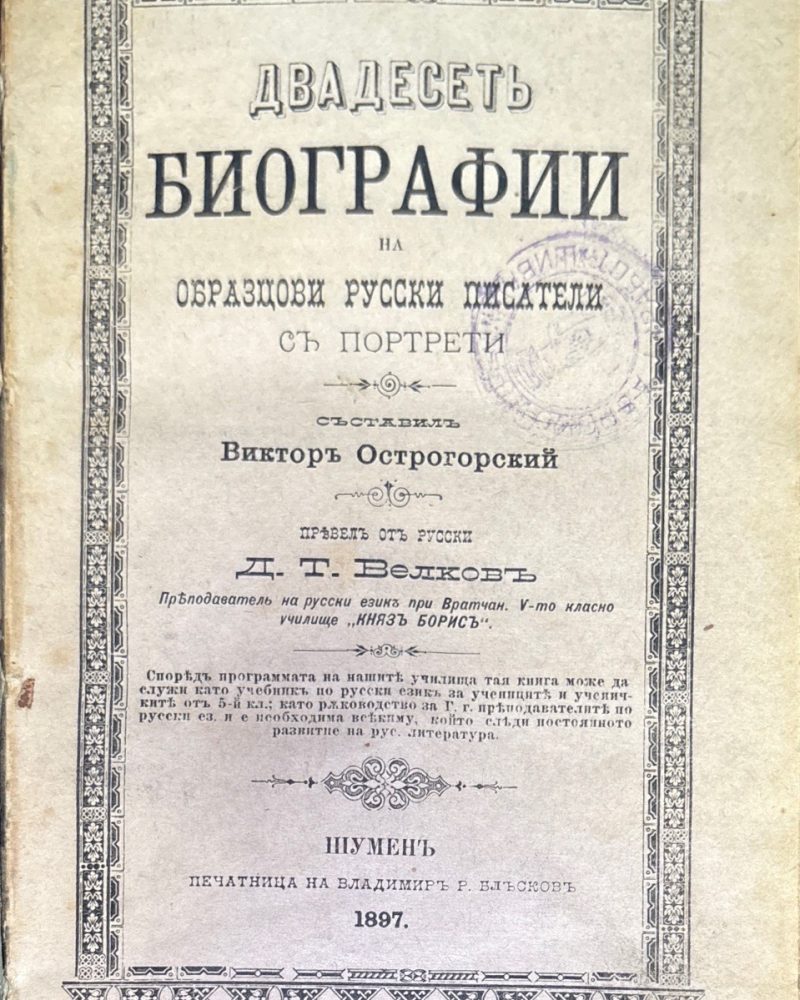 ДВАДЕСЕТЬ
БИОГРАФИИ
НА
ОБРАЗЦОВИ РУССКИ ПИСАТЕЛИ
СЪ ПОРТРЕТИ
СЪСТАВИЛЪ
Викторъ Острогорский
ПРѢВЕЛЪ ОТЪ РУССКИ
Д. Т. Велковъ
Прѣподаватель на русски езикъ при Вратчан. V-то класно
училище „КНЯЗЪ БОРИСЪ“.
Споредъ программата на нашитѣ училища тая книга може да
служи като учебникъ по русски езикъ за ученицитѣ и ученич-
китѣ отъ 5-й кл.; като рѫководство за Г. г. прѣподавателитѣ по
русски ез. и е необходима всѣкиму, който слѣди постоянното
развитие на рус. литература.
ШУМЕНЪ
ПЕЧАТНИЦА НА ВЛАДИМИРЪ Р. БЛЪСКОВЪ
1897.